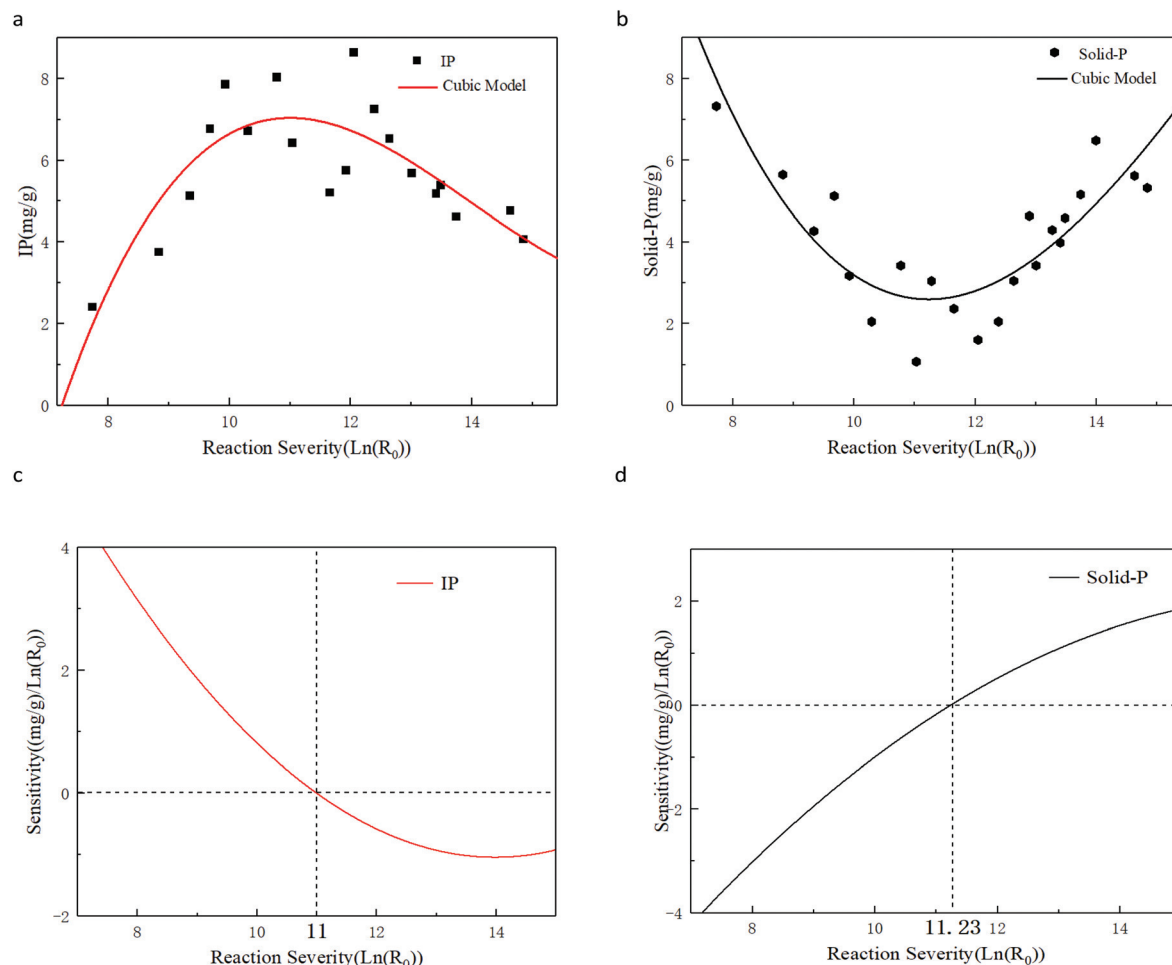 a
IP
Cubic Model
IP(mg/g)
8
6
4
2
0
8 10 12 14
Reaction Severity(Ln(R₀))
b
Solid-P
Cubic Model
Solid-P(mg/g)
8
6
4
2
0
8 10 12 14
Reaction Severity(Ln(R₀))
c
IP
Sensitivity((mg/g)/Ln(R₀))
4
2
0
−2
8 10 11 12 14
Reaction Severity(Ln(R₀))
d
Solid-P
Sensitivity((mg/g)/Ln(R₀))
2
0
−2
−4
8 10 11.23 12 14
Reaction Severity(Ln(R₀))